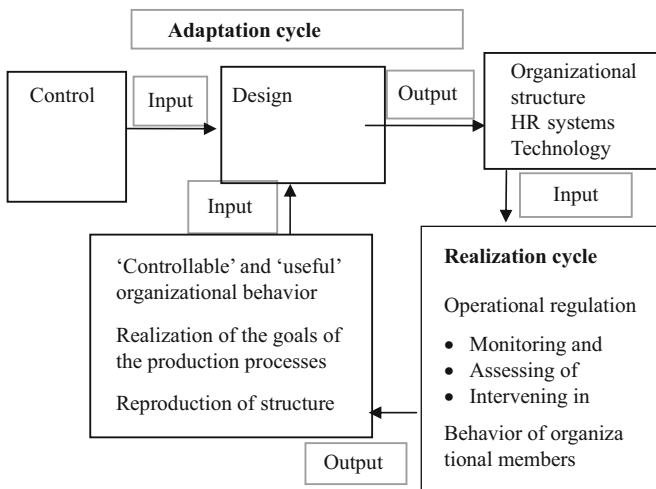 Adaptation cycle
Control
Input
Design
Output
Organizational
structure
HR systems
Technology
Input
Input
‘Controllable’ and ‘useful’
organizational behavior
Realization of the goals of
the production processes
Reproduction of structure
Realization cycle
Operational regulation
• Monitoring and
• Assessing of
• Intervening in
Behavior of organiza
tional members
Output